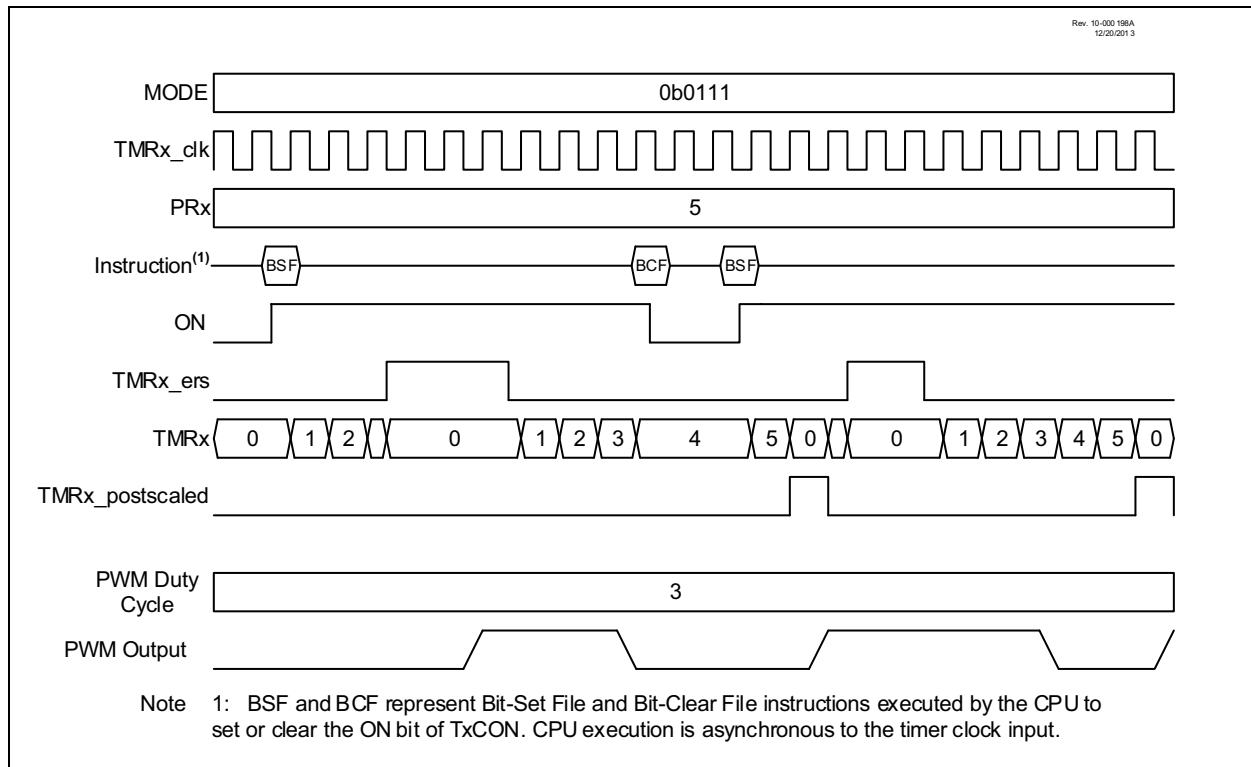 Rev. 10-000 198A
12/20/201 3
MODE 0b0111
TMRx_clk
PRx 5
Instruction(1) BSF BCF BSF
ON
TMRx_ers
TMRx 0 1 2 0 1 2 3 4 5 0 0 1 2 3 4 5 0
TMRx_postscaled
PWM Duty
Cycle 3
PWM Output
Note 1: BSF and BCF represent Bit-Set File and Bit-Clear File instructions executed by the CPU to
set or clear the ON bit of TxCON. CPU execution is asynchronous to the timer clock input.